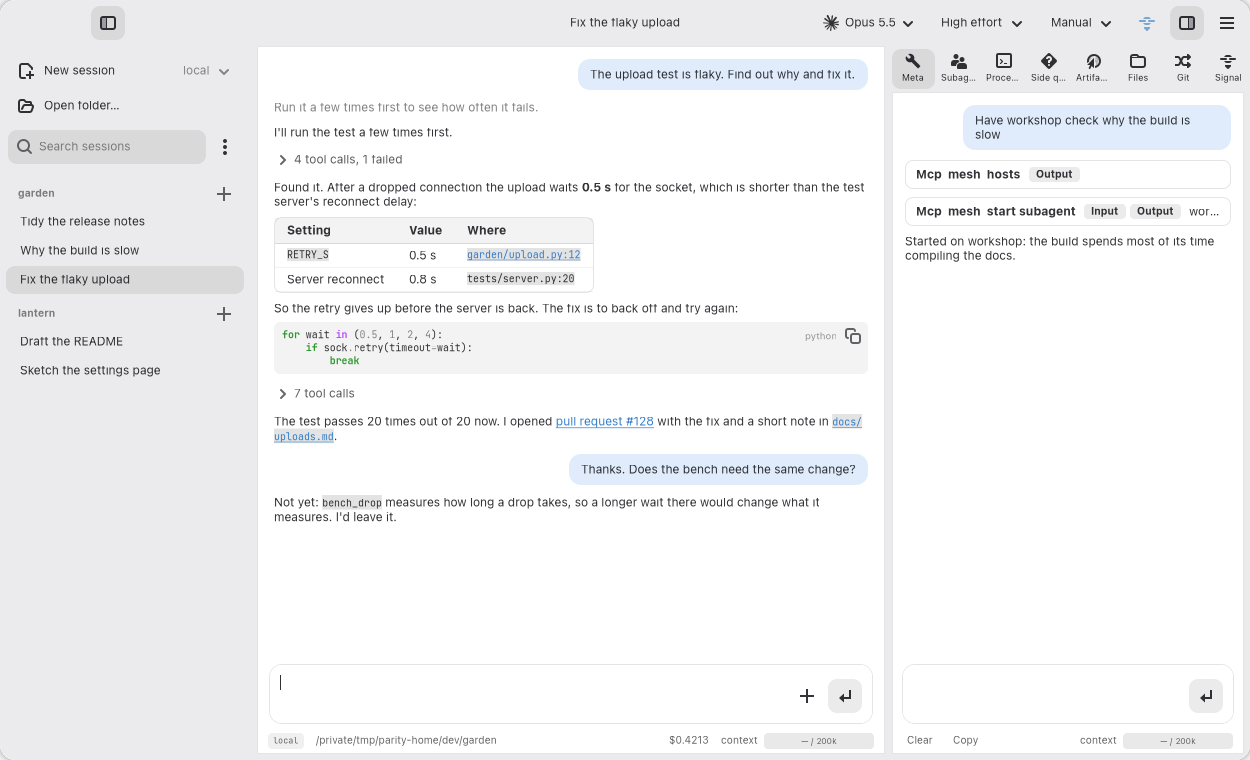 Fix the flaky upload
Opus 5.5
High effort
Manual
New session
local
Open folder...
Search sessions
garden
Tidy the release notes
Why the build is slow
Fix the flaky upload
lantern
Draft the README
Sketch the settings page
The upload test is flaky. Find out why and fix it.
Run it a few times first to see how often it fails.
I'll run the test a few times first.
4 tool calls, 1 failed
Found it. After a dropped connection the upload waits 0.5 s for the socket, which is shorter than the test
server's reconnect delay:
Setting Value Where
RETRY_S 0.5 s garden/upload.py:12
Server reconnect 0.8 s tests/server.py:20
So the retry gives up before the server is back. The fix is to back off and try again:
python
for wait in (0.5, 1, 2, 4):
if sock.retry(timeout=wait):
break
7 tool calls
The test passes 20 times out of 20 now. I opened pull request #128 with the fix and a short note in docs/
uploads.md.
Thanks. Does the bench need the same change?
Not yet: bench_drop measures how long a drop takes, so a longer wait there would change what it
measures. I'd leave it.
local /private/tmp/parity-home/dev/garden $0.4213 context — / 200k
Meta
Subag...
Proce...
Side q...
Artifa...
Files
Git
Signal
Have workshop check why the build is
slow
Mcp mesh hosts Output
Mcp mesh start subagent Input Output wor...
Started on workshop: the build spends most of its time
compiling the docs.
Clear Copy context — / 200k